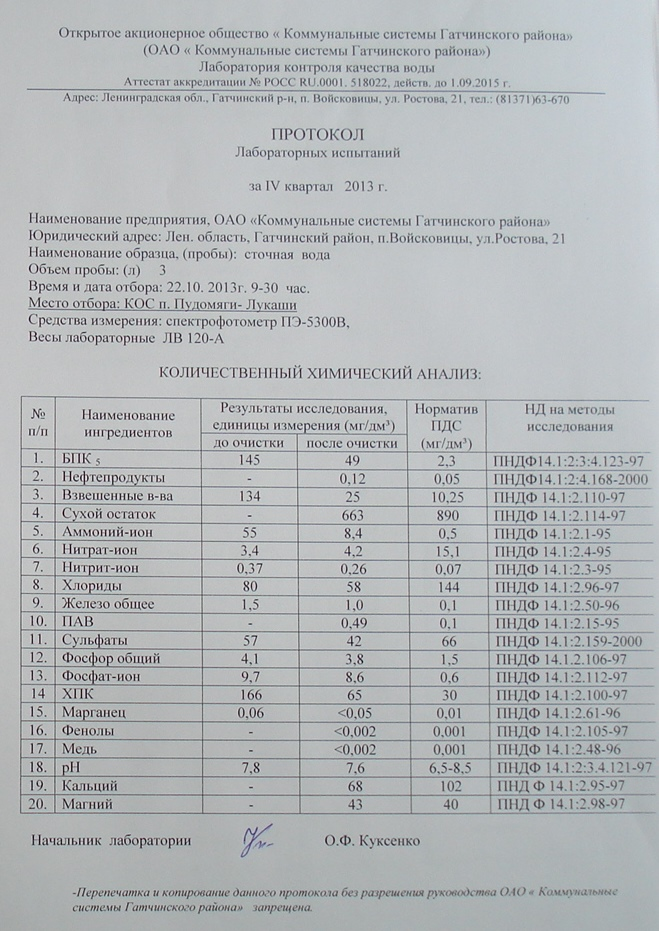 Открытое акционерное общество « Коммунальные системы Гатчинского района»
(ОАО « Коммунальные системы Гатчинского района»)
Лаборатория контроля качества воды
Аттестат аккредитации № РОСС RU.0001. 518022, действ. до 1.09.2015 г.
Адрес: Ленинградская обл., Гатчинский р-н, п. Войсковицы, ул. Ростова, 21, тел.: (81371)63-670
ПРОТОКОЛ
Лабораторных испытаний
за IV квартал 2013 г.
Наименование предприятия, ОАО «Коммунальные системы Гатчинского района»
Юридический адрес: Лен. область, Гатчинский район, п.Войсковицы, ул.Ростова, 21
Наименование образца, (пробы): сточная вода
Объем пробы: (л) 3
Время и дата отбора: 22.10. 2013г. 9-30 час.
Место отбора: КОС п. Пудомяги- Лукаши
Средства измерения: спектрофотометр ПЭ-5300В,
Весы лабораторные ЛВ 120-А
КОЛИЧЕСТВЕННЫЙ ХИМИЧЕСКИЙ АНАЛИЗ:
№ п/п Наименование ингредиентов Результаты исследования, единицы измерения (мг/дм³) Норматив ПДС (мг/дм³) НД на методы исследования
до очистки после очистки
1. БПК 5 145 49 2,3 ПНДФ14.1:2:3:4.123-97
2. Нефтепродукты - 0,12 0,05 ПНДФ 14.1:2:4.168-2000
3. Взвешенные в-ва 134 25 10,25 ПНДФ 14.1:2.110-97
4. Сухой остаток - 663 890 ПНДФ 14.1:2.114-97
5. Аммоний-ион 55 8,4 0,5 ПНДФ 14.1:2.1-95
6. Нитрат-ион 3,4 4,2 15,1 ПНДФ 14.1:2.4-95
7. Нитрит-ион 0,37 0,26 0,07 ПНДФ 14.1:2.3-95
8. Хлориды 80 58 144 ПНДФ 14.1:2.96-97
9. Железо общее 1,5 1,0 0,1 ПНДФ 14.1:2.50-96
10. ПАВ - 0,49 0,1 ПНДФ 14.1:2.15-95
11. Сульфаты 57 42 66 ПНДФ 14.1:2.159-2000
12. Фосфор общий 4,1 3,8 1,5 ПНДФ 14.1.2.106-97
13. Фосфат-ион 9,7 8,6 0,6 ПНДФ 14.1:2.112-97
14 ХПК 166 65 30 ПНДФ 14.1:2.100-97
15. Марганец 0,06 <0,05 0,01 ПНДФ 14.1:2.61-96
16. Фенолы - <0,002 0,001 ПНДФ 14.1:2.105-97
17. Медь - <0,002 0,001 ПНДФ 14.1:2.48-96
18. pH 7,8 7,6 6,5-8,5 ПНДФ 14.1:2:3.4.121-97
19. Кальций - 68 102 ПНД Ф 14.1:2.95-97
20. Магний - 43 40 ПНД Ф 14.1:2.98-97
Начальник лаборатории О.Ф. Куксенко
-Перепечатка и копирование данного протокола без разрешения руководства ОАО « Коммунальные
системы Гатчинского района» запрещена.